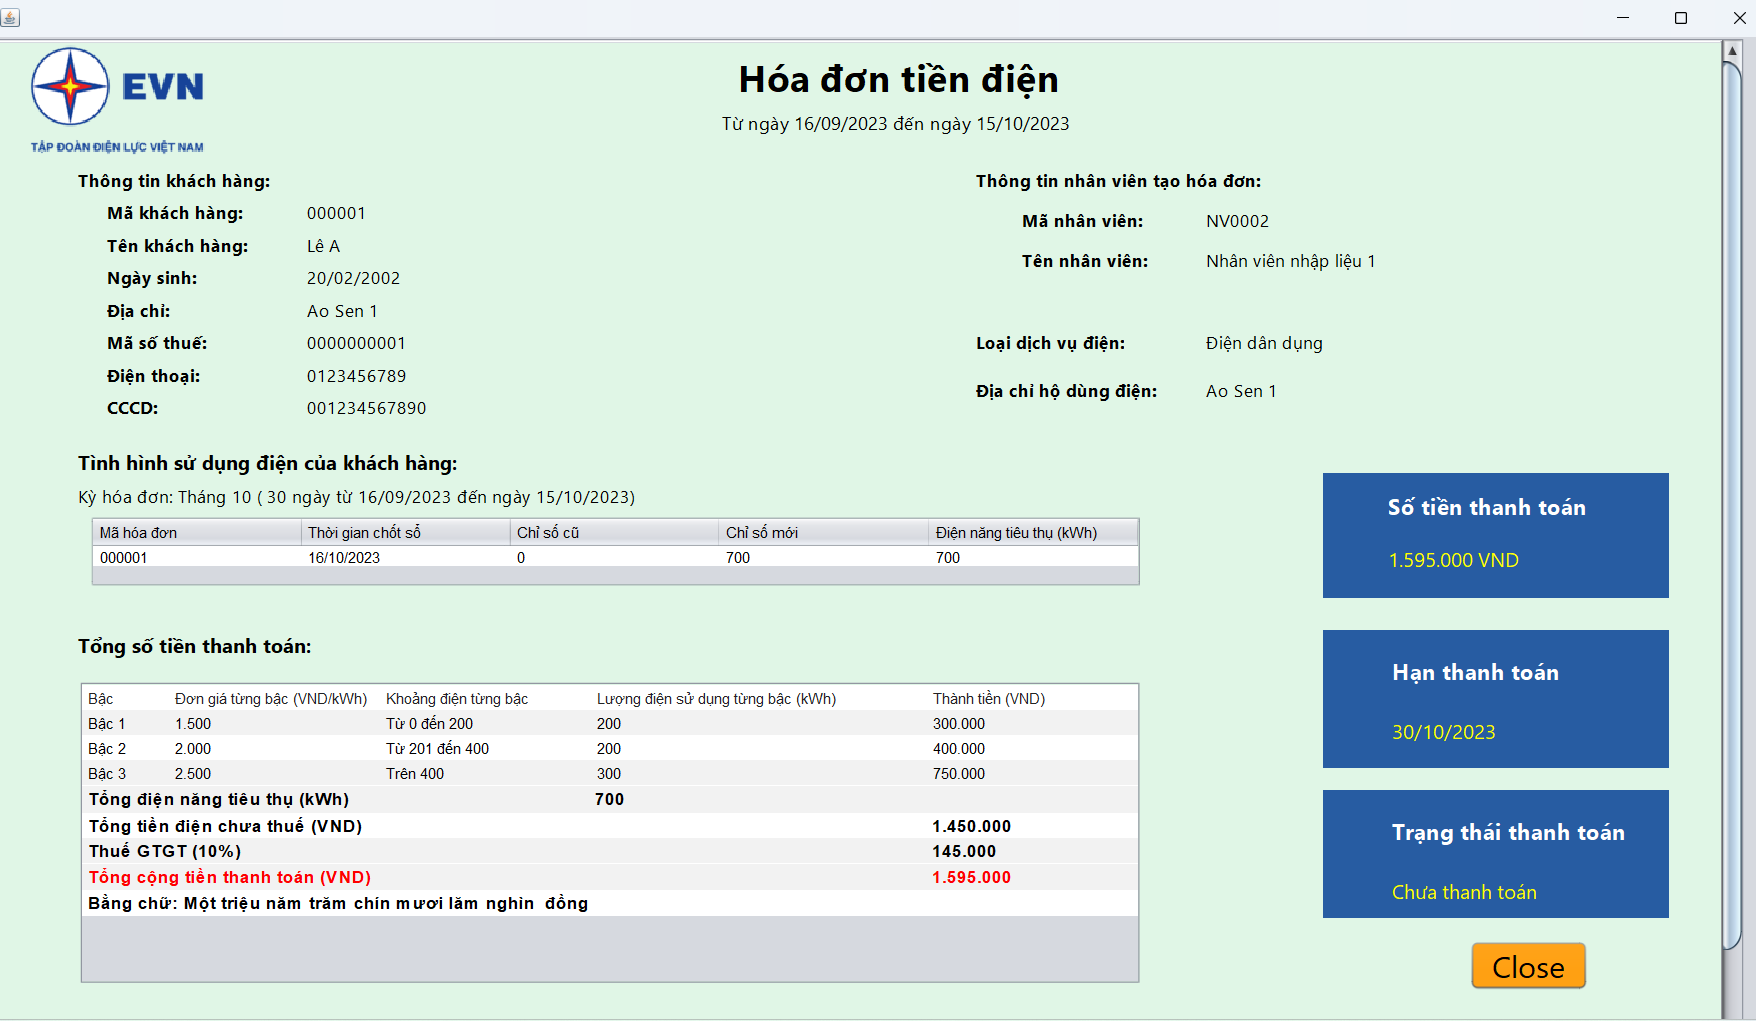 EVN
TẬP ĐOÀN ĐIỆN LỰC VIỆT NAM
Hóa đơn tiền điện
Từ ngày 16/09/2023 đến ngày 15/10/2023
Thông tin khách hàng:
Mã khách hàng: 000001
Tên khách hàng: Lê A
Ngày sinh: 20/02/2002
Địa chỉ: Ao Sen 1
Mã số thuế: 0000000001
Điện thoại: 0123456789
CCCD: 001234567890
Thông tin nhân viên tạo hóa đơn:
Mã nhân viên: NV0002
Tên nhân viên: Nhân viên nhập liệu 1
Loại dịch vụ điện: Điện dân dụng
Địa chỉ hộ dùng điện: Ao Sen 1
Tình hình sử dụng điện của khách hàng:
Kỳ hóa đơn: Tháng 10 ( 30 ngày từ 16/09/2023 đến ngày 15/10/2023)
Mã hóa đơn Thời gian chốt sổ Chỉ số cũ Chỉ số mới Điện năng tiêu thụ (kWh)
000001 16/10/2023 0 700 700
Tổng số tiền thanh toán:
Bậc Đơn giá từng bậc (VND/kWh) Khoảng điện từng bậc Lượng điện sử dụng từng bậc (kWh) Thành tiền (VND)
Bậc 1 1.500 Từ 0 đến 200 200 300.000
Bậc 2 2.000 Từ 201 đến 400 200 400.000
Bậc 3 2.500 Trên 400 300 750.000
Tổng điện năng tiêu thụ (kWh) 700
Tổng tiền điện chưa thuế (VND) 1.450.000
Thuế GTGT (10%) 145.000
Tổng cộng tiền thanh toán (VND) 1.595.000
Bằng chữ: Một triệu năm trăm chín mươi lăm nghìn đồng
Số tiền thanh toán
1.595.000 VND
Hạn thanh toán
30/10/2023
Trạng thái thanh toán
Chưa thanh toán
Close